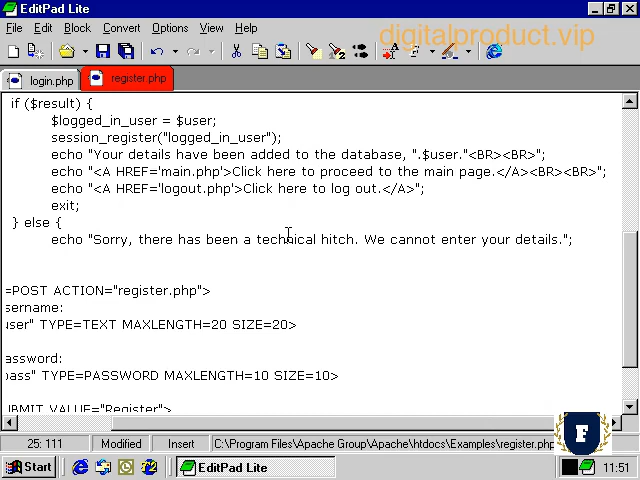 EditPad Lite
File Edit Block Convert Options View Help
digitalproduct.vip
login.php register.php
if ($result) {
$logged_in_user = $user;
session_register("logged_in_user");
echo "Your details have been added to the database, ".$user."<BR><BR>";
echo "<A HREF='main.php'>Click here to proceed to the main page.</A><BR><BR>";
echo "<A HREF='logout.php'>Click here to log out.</A>";
exit;
} else {
echo "Sorry, there has been a technical hitch. We cannot enter your details.";
=POST ACTION="register.php">
sername:
user" TYPE=TEXT MAXLENGTH=20 SIZE=20>
assword:
pass" TYPE=PASSWORD MAXLENGTH=10 SIZE=10>
UBMIT VALUE="Register">
25: 111 Modified Insert C:\Program Files\Apache Group\Apache\htdocs\Examples\register.php
F
Start EditPad Lite 11:51